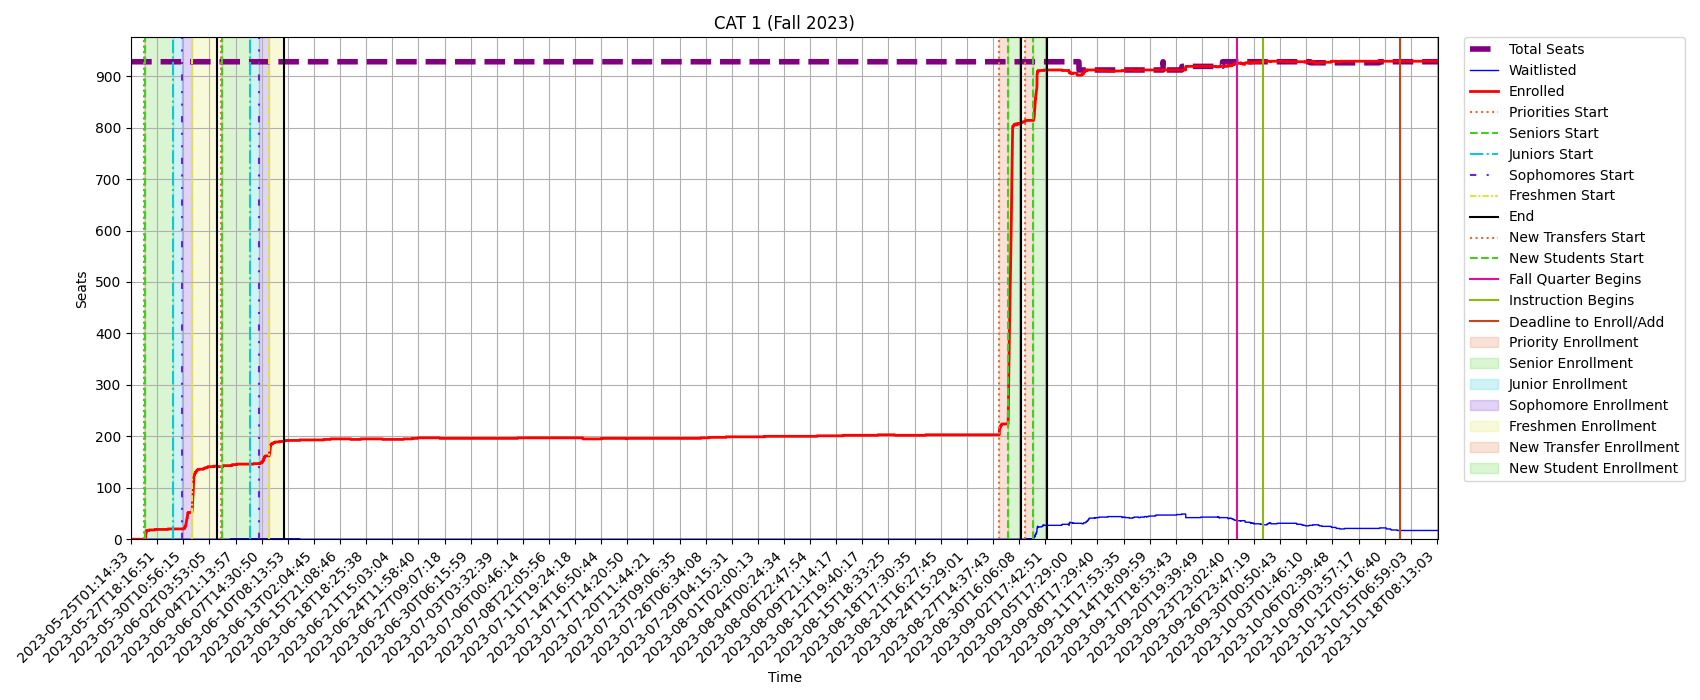 CAT 1 (Fall 2023)
Seats
900
800
700
600
500
400
300
200
100
0
2023-05-25T01:14:33
2023-05-27T18:16:51
2023-05-30T10:56:15
2023-06-02T03:53:05
2023-06-04T21:13:57
2023-06-07T14:30:50
2023-06-10T08:13:53
2023-06-13T02:04:45
2023-06-15T21:08:46
2023-06-18T18:25:38
2023-06-21T15:03:04
2023-06-24T11:58:40
2023-06-27T09:07:18
2023-06-30T06:15:59
2023-07-03T03:32:39
2023-07-06T00:46:14
2023-07-08T22:05:56
2023-07-11T19:24:18
2023-07-14T16:50:44
2023-07-17T14:20:50
2023-07-20T11:44:21
2023-07-23T09:06:35
2023-07-26T06:34:08
2023-07-29T04:15:31
2023-08-01T02:00:13
2023-08-04T00:24:34
2023-08-06T22:47:54
2023-08-09T21:14:17
2023-08-12T19:40:17
2023-08-15T18:33:25
2023-08-18T17:30:35
2023-08-21T16:27:45
2023-08-24T15:29:01
2023-08-27T14:37:43
2023-08-30T16:06:08
2023-09-02T17:42:51
2023-09-05T17:29:00
2023-09-08T17:29:40
2023-09-11T17:53:35
2023-09-14T18:09:59
2023-09-17T18:53:43
2023-09-20T19:39:49
2023-09-23T23:02:40
2023-09-26T23:47:19
2023-09-30T00:50:43
2023-10-03T01:46:10
2023-10-06T02:39:48
2023-10-09T03:57:17
2023-10-12T05:16:40
2023-10-15T06:59:03
2023-10-18T08:13:03
Time
Total Seats
Waitlisted
Enrolled
Priorities Start
Seniors Start
Juniors Start
Sophomores Start
Freshmen Start
End
New Transfers Start
New Students Start
Fall Quarter Begins
Instruction Begins
Deadline to Enroll/Add
Priority Enrollment
Senior Enrollment
Junior Enrollment
Sophomore Enrollment
Freshmen Enrollment
New Transfer Enrollment
New Student Enrollment